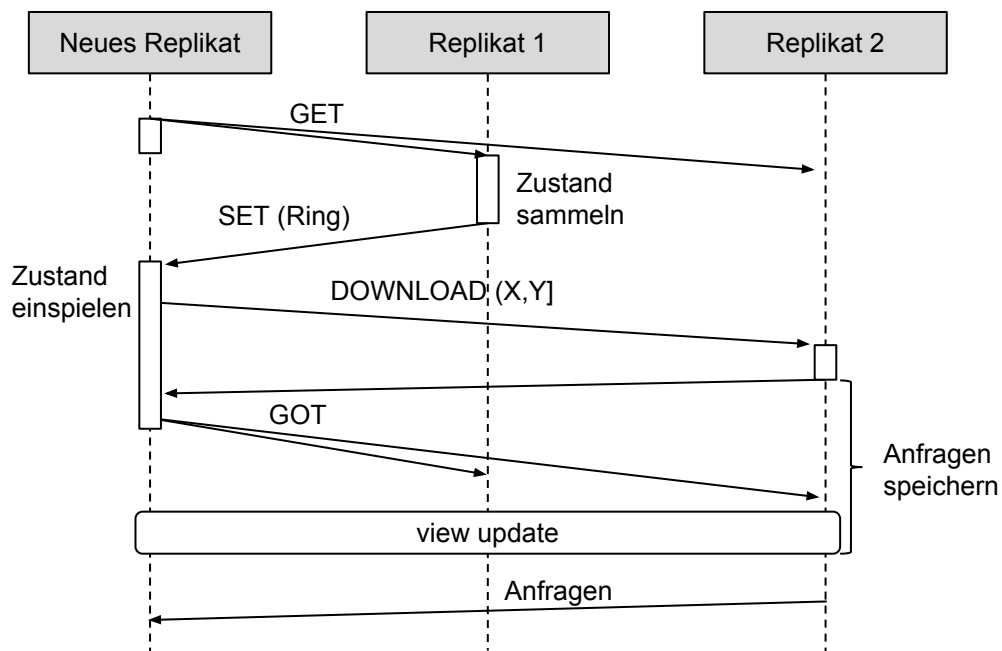 Neues Replikat
Replikat 1
Replikat 2
GET
Zustand
sammeln
SET (Ring)
Zustand
einspielen
DOWNLOAD (X,Y]
GOT
Anfragen
speichern
view update
Anfragen